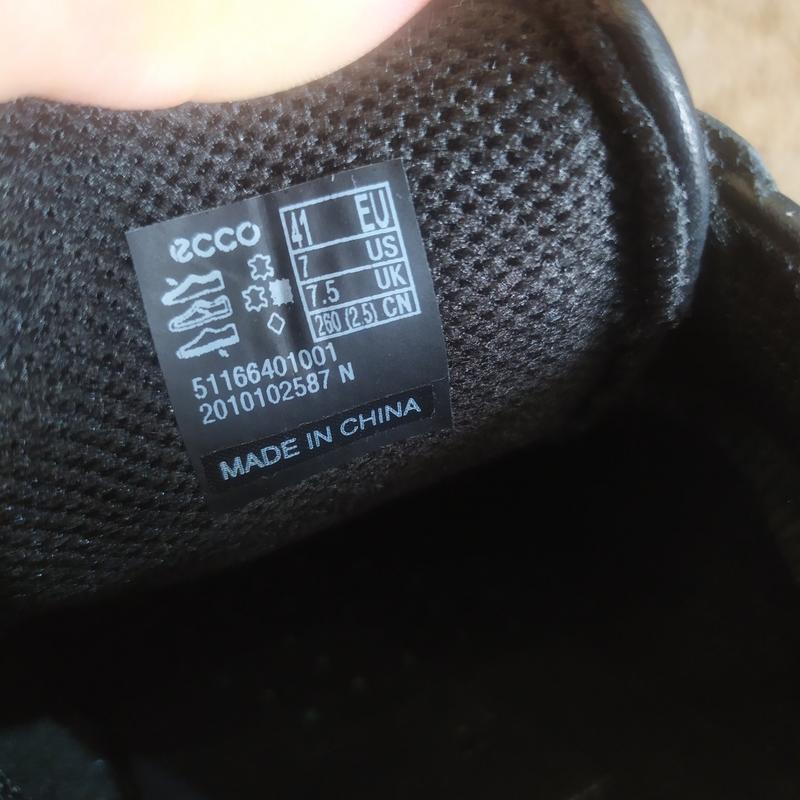 ecco
41 EU
7 US
7.5 UK
260 (2.5) CN
51166401001
2010102587 N
MADE IN CHINA